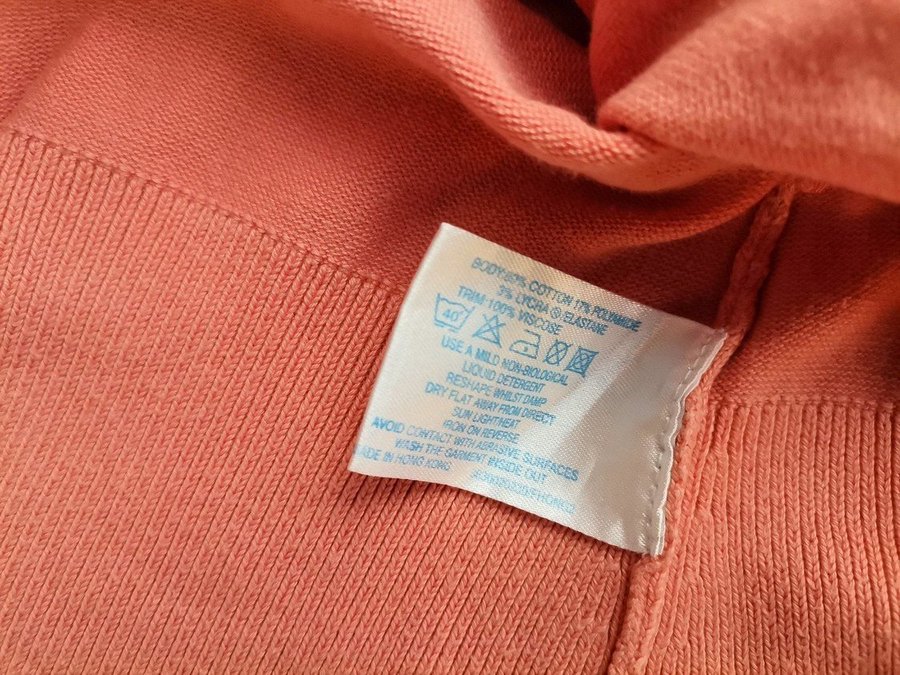 BODY-80% COTTON 17% POLYAMIDE
3% LYCRA ® ELASTANE
TRIM-100% VISCOSE
40
USE A MILD NON-BIOLOGICAL
LIQUID DETERGENT
RESHAPE WHILST DAMP
DRY FLAT AWAY FROM DIRECT
SUN LIGHT/HEAT
IRON ON REVERSE
AVOID CONTACT WITH ABRASIVE SURFACES
WASH THE GARMENT INSIDE OUT
MADE IN HONG KONG